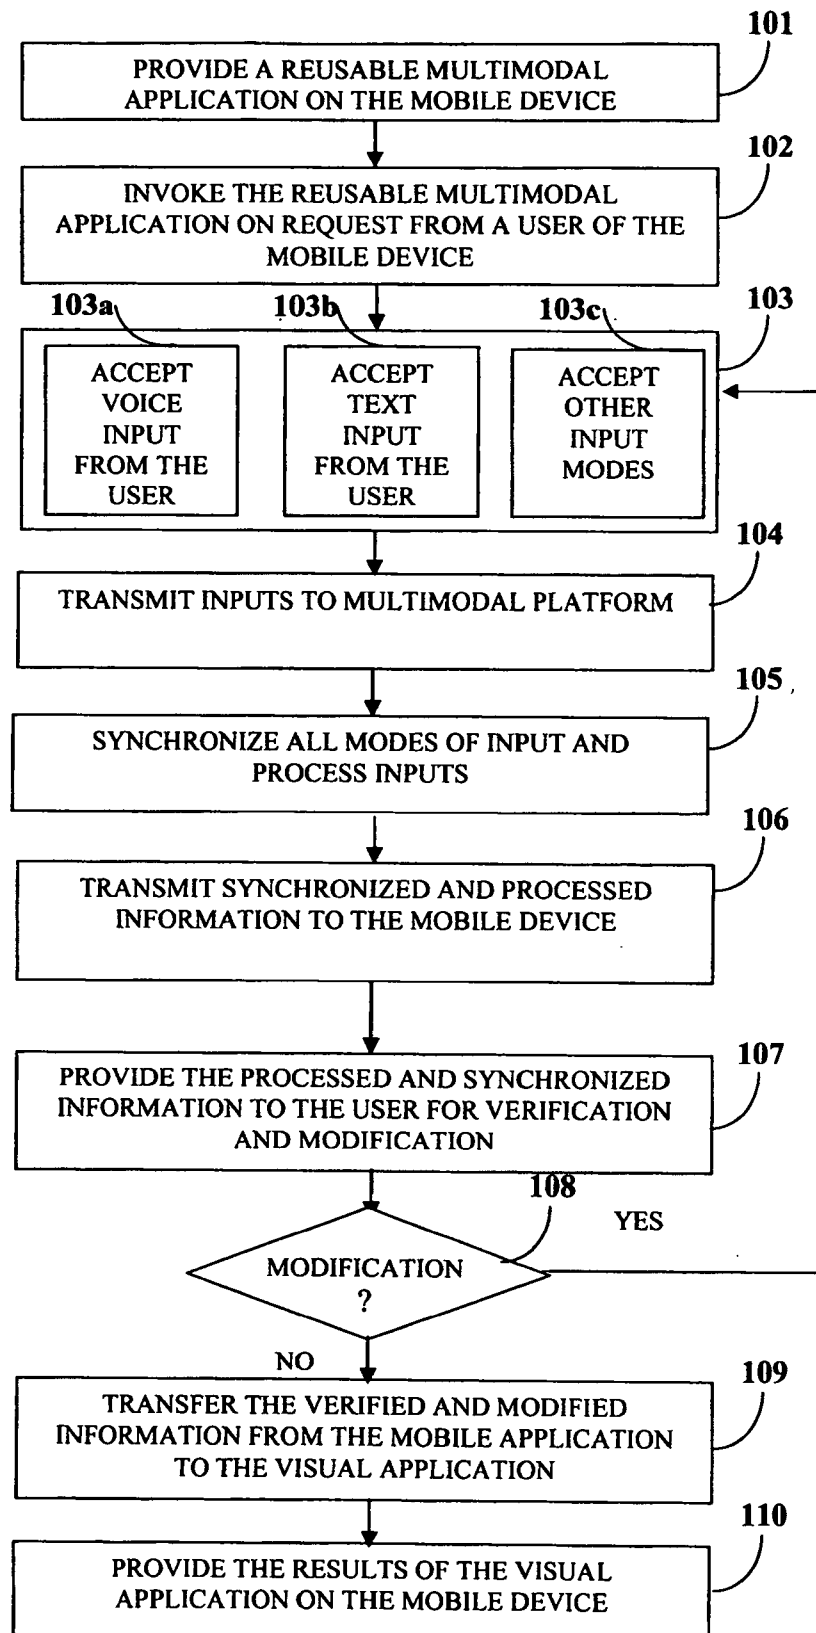 101
PROVIDE A REUSABLE MULTIMODAL
APPLICATION ON THE MOBILE DEVICE
102
INVOKE THE REUSABLE MULTIMODAL
APPLICATION ON REQUEST FROM A USER OF THE
MOBILE DEVICE
103a
103b
103c
103
ACCEPT
VOICE
INPUT
FROM THE
USER
ACCEPT
TEXT
INPUT
FROM THE
USER
ACCEPT
OTHER
INPUT
MODES
104
TRANSMIT INPUTS TO MULTIMODAL PLATFORM
105
SYNCHRONIZE ALL MODES OF INPUT AND
PROCESS INPUTS
106
TRANSMIT SYNCHRONIZED AND PROCESSED
INFORMATION TO THE MOBILE DEVICE
107
PROVIDE THE PROCESSED AND SYNCHRONIZED
INFORMATION TO THE USER FOR VERIFICATION
AND MODIFICATION
108
YES
MODIFICATION
?
NO
109
TRANSFER THE VERIFIED AND MODIFIED
INFORMATION FROM THE MOBILE APPLICATION
TO THE VISUAL APPLICATION
110
PROVIDE THE RESULTS OF THE VISUAL
APPLICATION ON THE MOBILE DEVICE